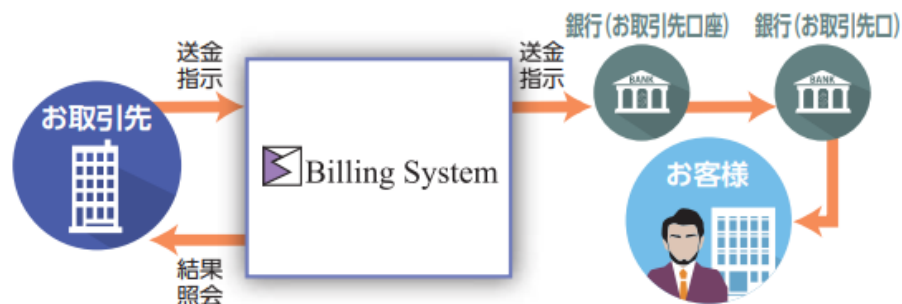 銀行(お取引先口座)
銀行(お取引先口)
送金
指示
送金
指示
BANK
BANK
お取引先
Billing System
お客様
結果
照会